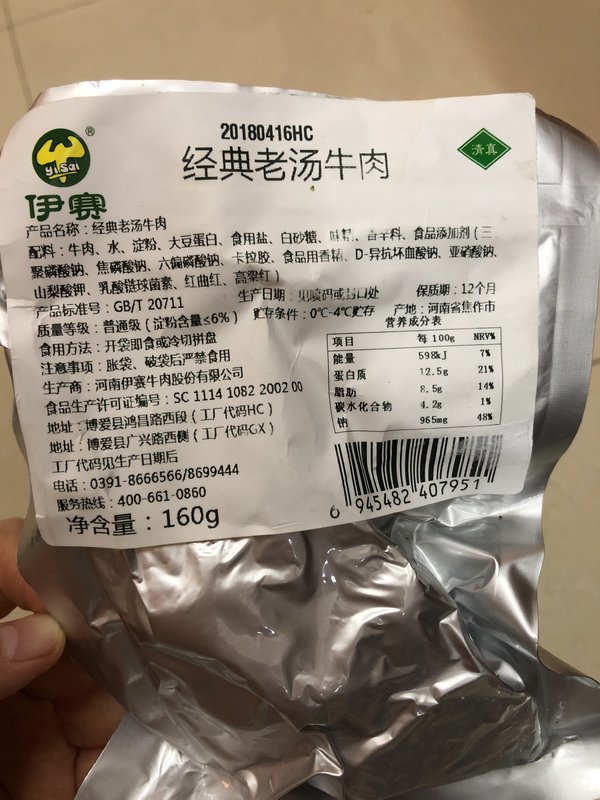 20180416HC
经典老汤牛肉
清真
®
yisai
伊赛
产品名称：经典老汤牛肉
配料：牛肉、水、淀粉、大豆蛋白、食用盐、白砂糖、味精、香辛料、食品添加剂（三
聚磷酸钠、焦磷酸钠、六偏磷酸钠、卡拉胶、食品用香精、D-异抗坏血酸钠、亚硝酸钠、
山梨酸钾、乳酸链球菌素、红曲红、高粱红）
产品标准号：GB/T 20711 生产日期：见喷码或封口处 保质期：12个月
质量等级：普通级（淀粉含量≤6%） 贮存条件：0℃-4℃贮存 产地：河南省焦作市
食用方法：开袋即食或冷切拼盘
注意事项：胀袋、破袋后严禁食用
生产商：河南伊赛牛肉股份有限公司
食品生产许可证编号：SC 1114 1082 2002 00
地址：博爱县鸿昌路西段（工厂代码HC）
地址：博爱县广兴路西侧（工厂代码GX）
工厂代码见生产日期后
电话：0391-8666566/8699444
服务热线：400-661-0860
净含量：160g
营养成分表
项目 每 100g NRV%
能量 598kJ 7%
蛋白质 12.5g 21%
脂肪 8.5g 14%
碳水化合物 4.2g 1%
钠 965mg 48%
6 945482 407951